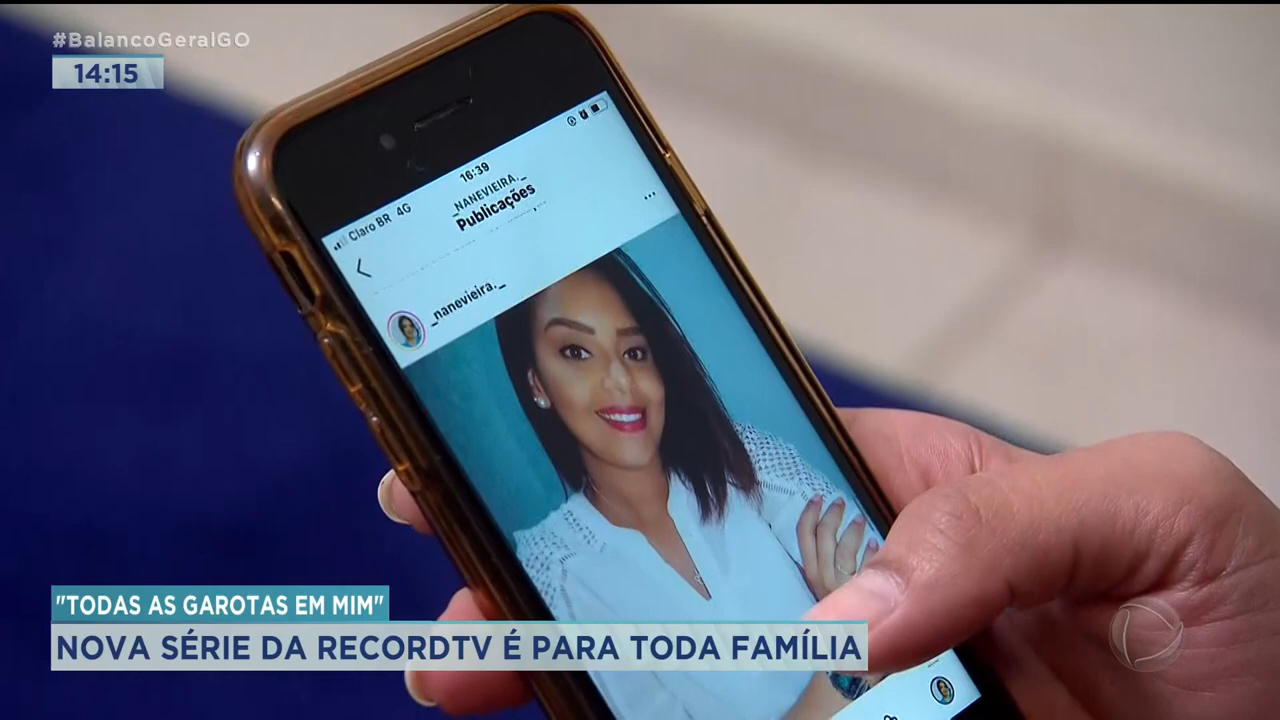 #BalancoGeralGO
14:15
Claro BR 4G
16:39
_NANEVIEIRA._
Publicações
_nanevieira._
"TODAS AS GAROTAS EM MIM"
NOVA SÉRIE DA RECORDTV É PARA TODA FAMÍLIA